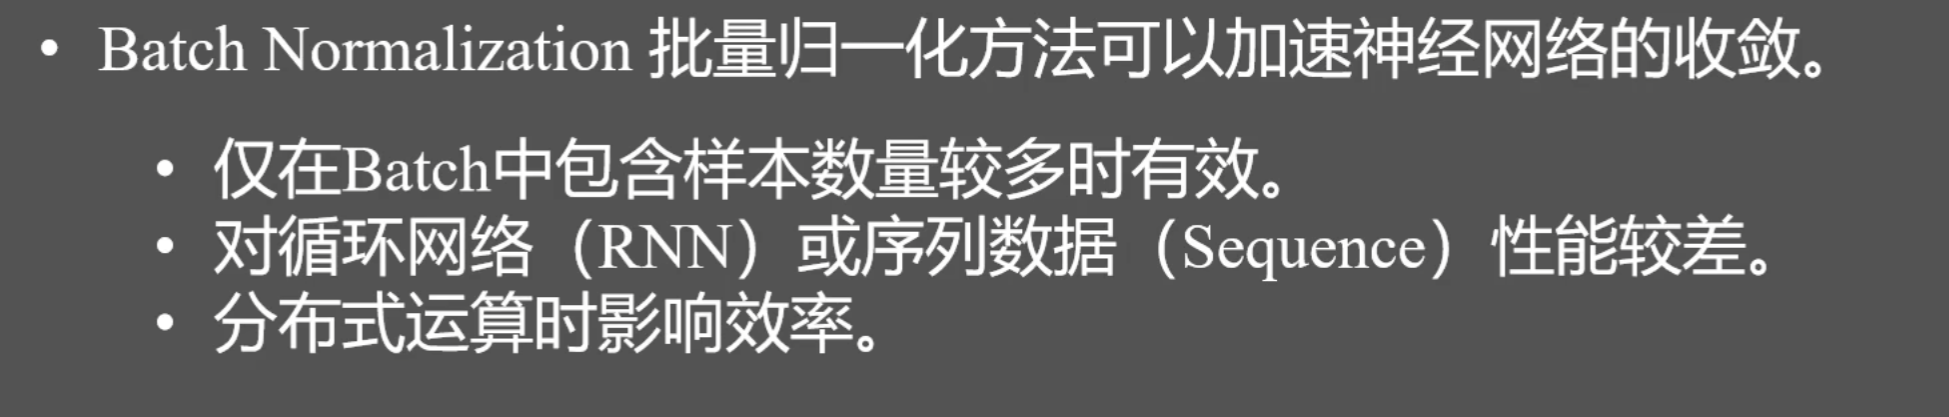 • Batch Normalization 批量归一化方法可以加速神经网络的收敛。
• 仅在Batch中包含样本数量较多时有效。
• 对循环网络（RNN）或序列数据（Sequence）性能较差。
• 分布式运算时影响效率。